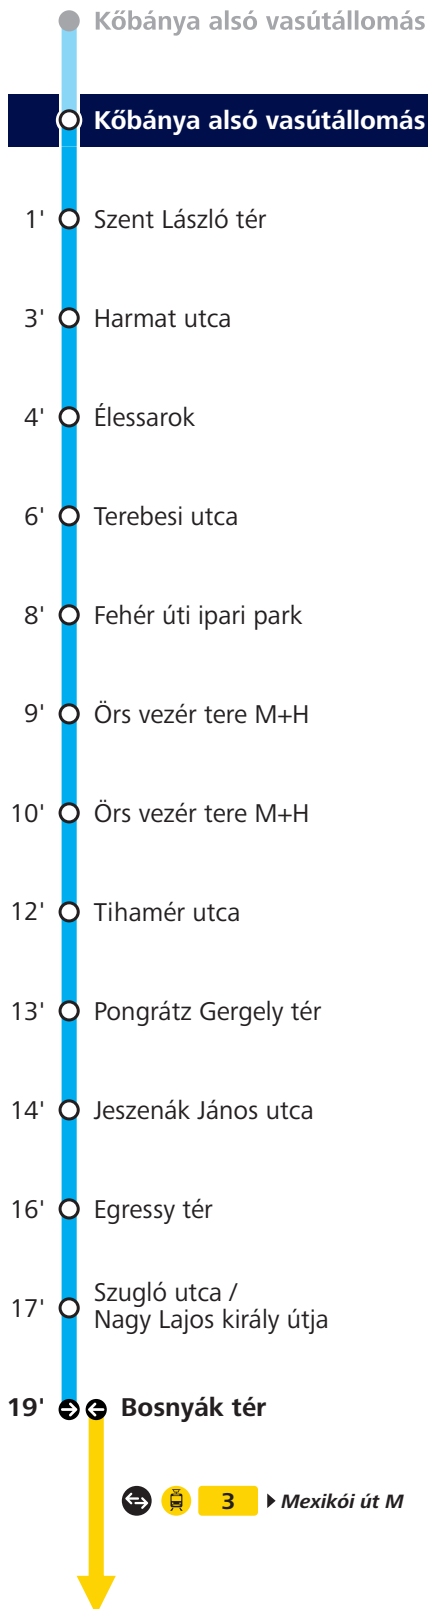 Kőbánya alsó vasútállomás
Kőbánya alsó vasútállomás
1' Szent László tér
3' Harmat utca
4' Élessarok
6' Terebesi utca
8' Fehér úti ipari park
9' Örs vezér tere M+H
10' Örs vezér tere M+H
12' Tihamér utca
13' Pongrátz Gergely tér
14' Jeszenák János utca
16' Egressy tér
17' Szugló utca /
Nagy Lajos király útja
19' Bosnyák tér
3 Mexikói út M